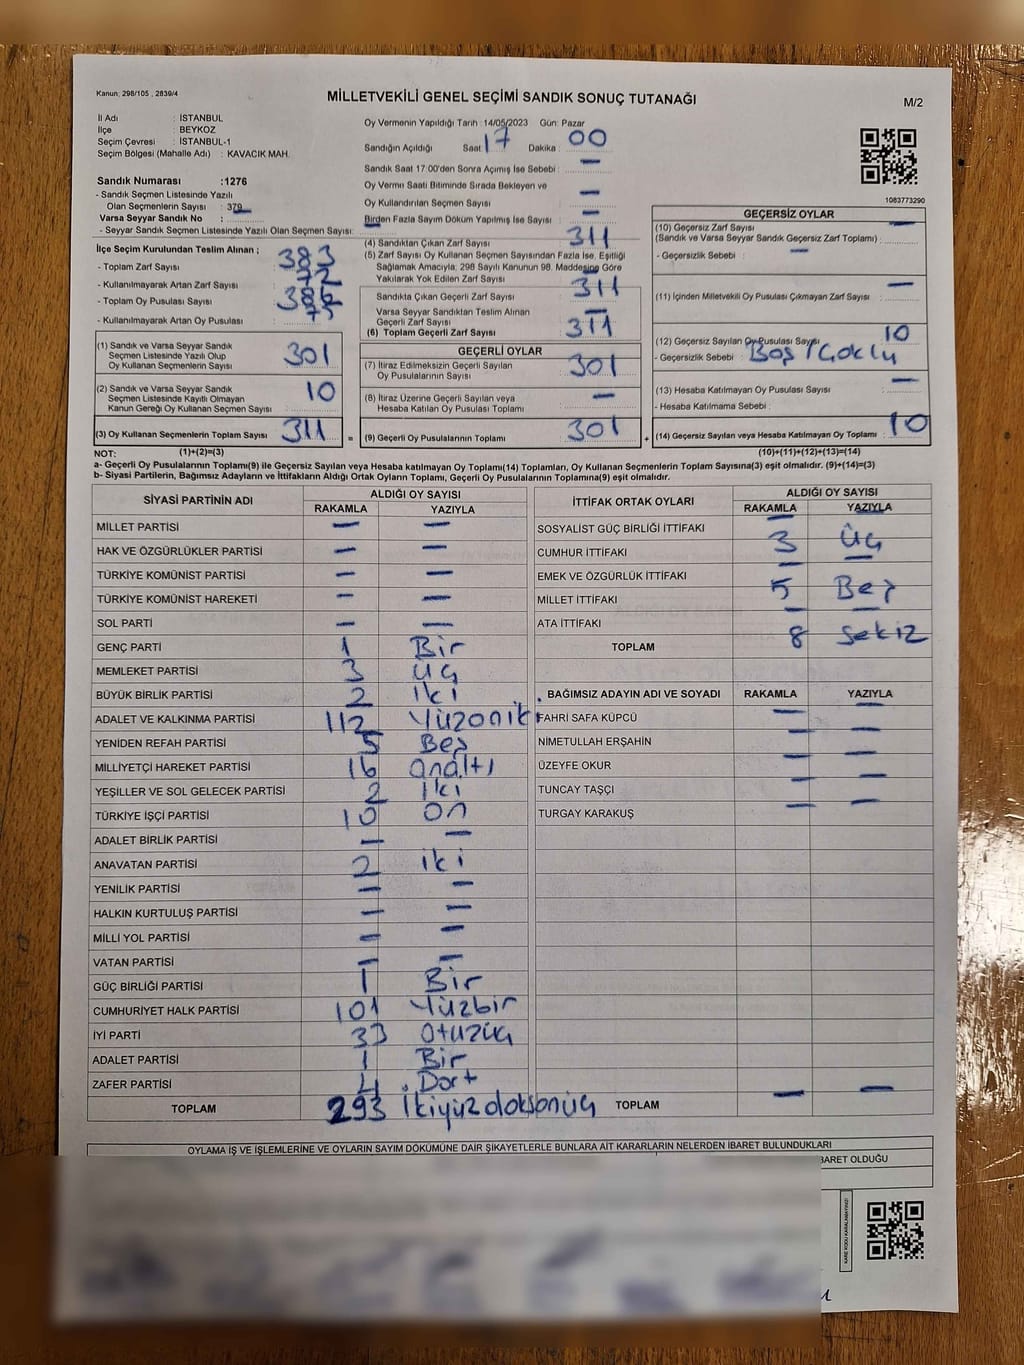 Kanun; 298/105 , 2839/4
MİLLETVEKİLİ GENEL SEÇİMİ SANDIK SONUÇ TUTANAĞI
M/2
İl Adı : İSTANBUL
İlçe : BEYKOZ
Seçim Çevresi : İSTANBUL-1
Seçim Bölgesi (Mahalle Adı) : KAVACIK MAH.
Sandık Numarası :1276
- Sandık Seçmen Listesinde Yazılı
Olan Seçmenlerin Sayısı : 379
Varsa Seyyar Sandık No :
- Seyyar Sandık Seçmen Listesinde Yazılı Olan Seçmen Sayısı:
Oy Vermenin Yapıldığı Tarih :14/05/2023 Gün: Pazar
Sandığın Açıldığı Saat : 17 Dakika : 00
Sandık Saat 17:00'den Sonra Açımış İse Sebebi : —
Oy Vermı Saati Bitiminde Sırada Bekleyen ve
Oy Kullandırılan Seçmen Sayısı : —
Birden Fazla Sayım Döküm Yapılmış İse Sayısı : —
1083773290
İlçe Seçim Kurulundan Teslim Alınan ;
- Toplam Zarf Sayısı : 383
- Kullanılmayarak Artan Zarf Sayısı : 72
- Toplam Oy Pusulası Sayısı : 386
- Kullanılmayarak Artan Oy Pusulası : 75
(4) Sandıktan Çıkan Zarf Sayısı : 311
(5) Zarf Sayısı Oy Kullanan Seçmen Sayısından Fazla İse, Eşitliği
Sağlamak Amacıyla; 298 Sayılı Kanunun 98. Maddesine Göre
Yakılarak Yok Edilen Zarf Sayısı : —
Sandıkta Çıkan Geçerli Zarf Sayısı : 311
Varsa Seyyar Sandıktan Teslim Alınan
Geçerli Zarf Sayısı : —
(6) Toplam Geçerli Zarf Sayısı : 311
GEÇERSİZ OYLAR
(10) Geçersiz Zarf Sayısı : —
(Sandık ve Varsa Seyyar Sandık Geçersiz Zarf Toplamı)
- Geçersizlik Sebebi : —
(11) İçinden Milletvekili Oy Pusulası Çıkmayan Zarf Sayısı : —
(12) Geçersiz Sayılan Oy Pusulası Sayısı : 10
- Geçersizlik Sebebi : Boş / Çoklu
(13) Hesaba Katılmayan Oy Pusulası Sayısı : —
- Hesaba Katılmama Sebebi :
(14) Geçersiz Sayılan veya Hesaba Katılmayan Oy Toplamı : 10
(1) Sandık ve Varsa Seyyar Sandık
Seçmen Listesinde Yazılı Olup
Oy Kullanan Seçmenlerin Sayısı : 301
(2) Sandık ve Varsa Seyyar Sandık
Seçmen Listesinde Kayıtlı Olmayan
Kanun Gereği Oy Kullanan Seçmen Sayısı : 10
(3) Oy Kullanan Seçmenlerin Toplam Sayısı : 311 =
GEÇERLİ OYLAR
(7) İtiraz Edilmeksizin Geçerli Sayılan
Oy Pusulalarının Sayısı : 301
(8) İtiraz Üzerine Geçerli Sayılan veya
Hesaba Katılan Oy Pusulası Toplamı : —
(9) Geçerli Oy Pusulalarının Toplamı : 301 +
NOT: (1)+(2)=(3) (10)+(11)+(12)+(13)=(14)
a- Geçerli Oy Pusulalarının Toplamı(9) ile Geçersiz Sayılan veya Hesaba katılmayan Oy Toplamı(14) Toplamları, Oy Kullanan Seçmenlerin Toplam Sayısına(3) eşit olmalıdır. (9)+(14)=(3)
b- Siyasi Partilerin, Bağımsız Adayların ve İttifakların Aldığı Ortak Oyların Toplamı, Geçerli Oy Pusulalarının Toplamına(9) eşit olmalıdır.
SİYASİ PARTİNİN ADI ALDIĞI OY SAYISI
RAKAMLA YAZIYLA
MİLLET PARTİSİ — —
HAK VE ÖZGÜRLÜKLER PARTİSİ — —
TÜRKİYE KOMÜNİST PARTİSİ — —
TÜRKİYE KOMÜNİST HAREKETİ — —
SOL PARTİ — —
GENÇ PARTİ 1 Bir
MEMLEKET PARTİSİ 3 Üç
BÜYÜK BİRLİK PARTİSİ 2 İki
ADALET VE KALKINMA PARTİSİ 112 Yüzoniki
YENİDEN REFAH PARTİSİ 5 Beş
MİLLİYETÇİ HAREKET PARTİSİ 16 Onaltı
YEŞİLLER VE SOL GELECEK PARTİSİ 2 İki
TÜRKİYE İŞÇİ PARTİSİ 10 On
ADALET BİRLİK PARTİSİ — —
ANAVATAN PARTİSİ 2 iki
YENİLİK PARTİSİ — —
HALKIN KURTULUŞ PARTİSİ — —
MİLLİ YOL PARTİSİ — —
VATAN PARTİSİ — —
GÜÇ BİRLİĞİ PARTİSİ 1 Bir
CUMHURİYET HALK PARTİSİ 101 Yüzbir
İYİ PARTİ 33 Otuzüç
ADALET PARTİSİ 1 Bir
ZAFER PARTİSİ 4 Dört
TOPLAM 293 İkiyüzdoksanüç
İTTİFAK ORTAK OYLARI ALDIĞI OY SAYISI
RAKAMLA YAZIYLA
SOSYALİST GÜÇ BİRLİĞİ İTTİFAKI — —
CUMHUR İTTİFAKI 3 Üç
EMEK VE ÖZGÜRLÜK İTTİFAKI — —
MİLLET İTTİFAKI 5 Beş
ATA İTTİFAKI — —
TOPLAM 8 Sekiz
BAĞIMSIZ ADAYIN ADI VE SOYADI RAKAMLA YAZIYLA
FAHRİ SAFA KÜPCÜ — —
NİMETULLAH ERŞAHİN — —
ÜZEYFE OKUR — —
TUNCAY TAŞÇI — —
TURGAY KARAKUŞ — —
TOPLAM — —
OYLAMA İŞ VE İŞLEMLERİNE VE OYLARIN SAYIM DÖKÜMÜNE DAİR ŞİKAYETLERLE BUNLARA AİT KARARLARIN NELERDEN İBARET BULUNDUKLARI
BARET OLDUĞU